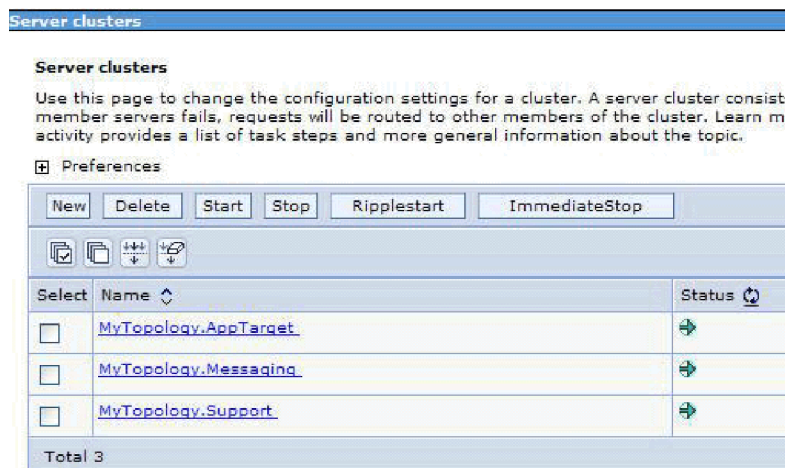 Server clusters
Server clusters
Use this page to change the configuration settings for a cluster. A server cluster consist
member servers fails, requests will be routed to other members of the cluster. Learn m
activity provides a list of task steps and more general information about the topic.
Preferences
New Delete Start Stop Ripplestart ImmediateStop
Select Name Status
MyTopology.AppTarget
MyTopology.Messaging
MyTopology.Support
Total 3